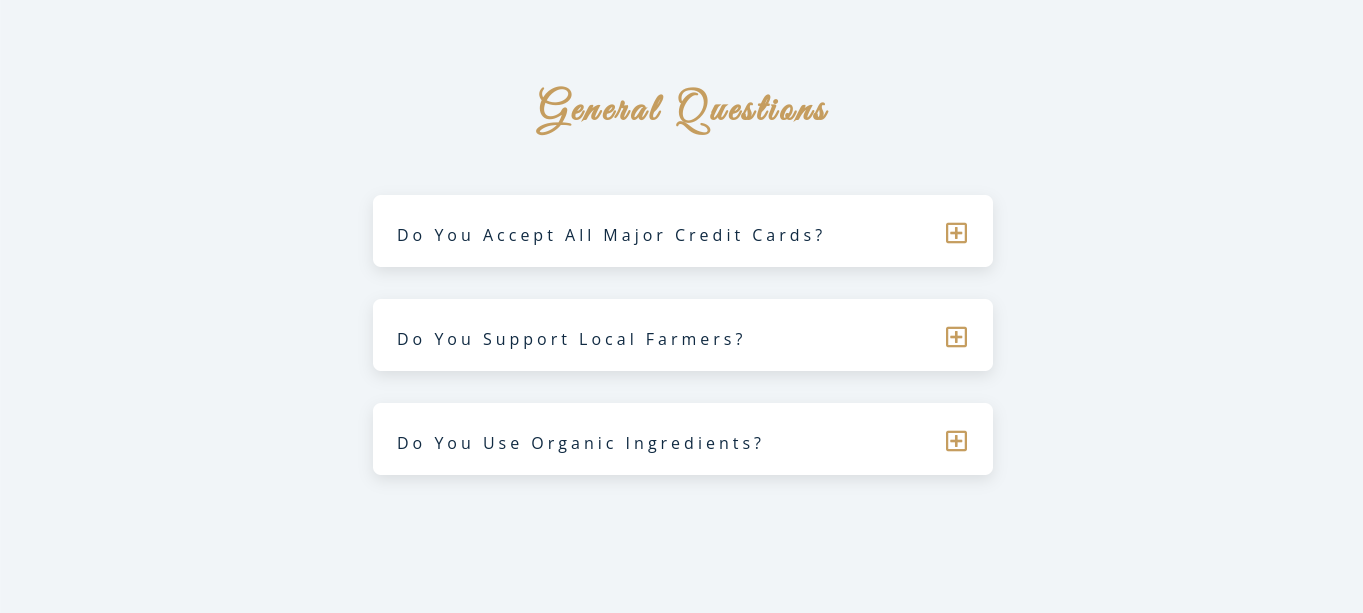 General Questions
Do You Accept All Major Credit Cards?
Do You Support Local Farmers?
Do You Use Organic Ingredients?